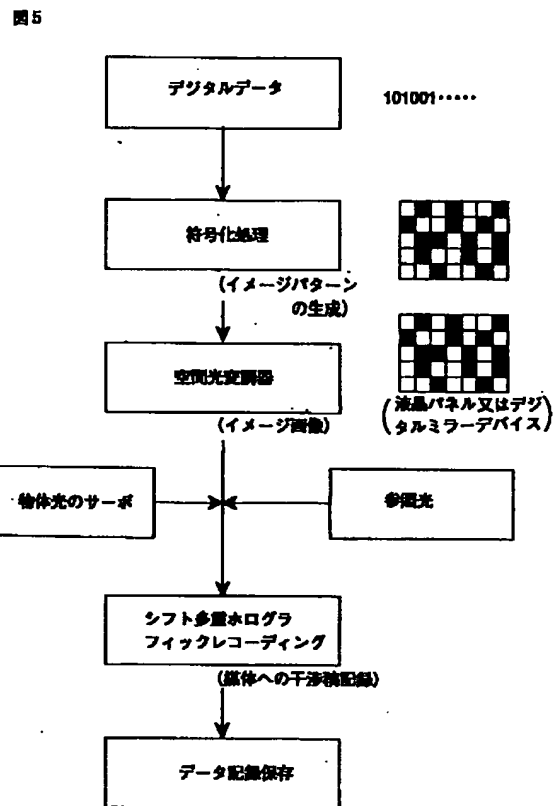 図5
デジタルデータ
101001・・・・・
符号化処理
(イメージパターン
の生成)
空間光変調器
(イメージ画像)
(液晶パネル又はデジ
タルミラーデバイス)
物体光のサーボ
参照光
シフト多重ホログラ
フィックレコーディング
(媒体への干渉稿記録)
データ記録保存